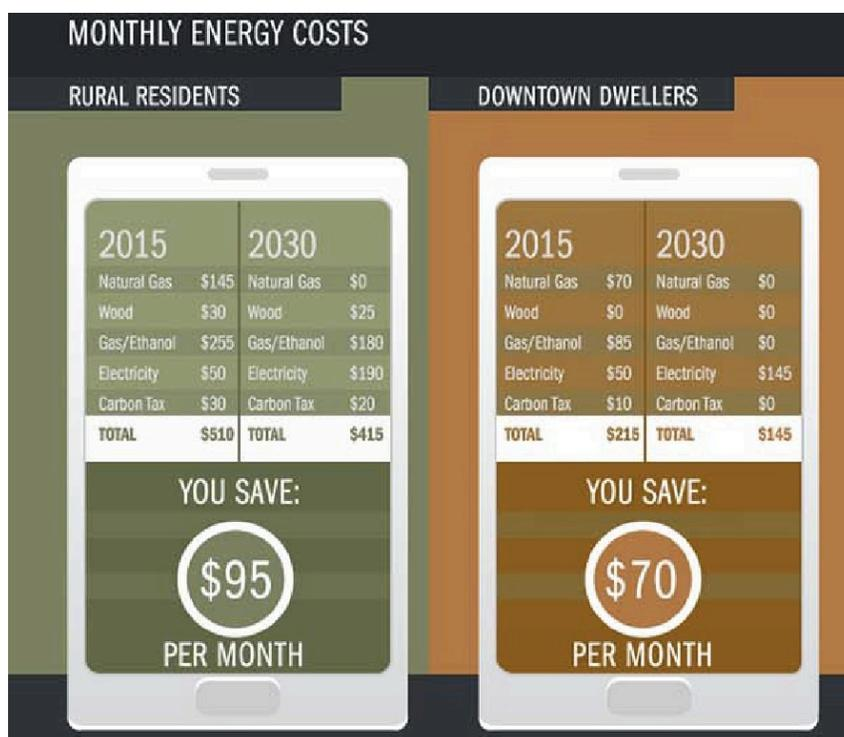 MONTHLY ENERGY COSTS
RURAL RESIDENTS
2015 2030
Natural Gas $145 Natural Gas $0
Wood $30 Wood $25
Gas/Ethanol $255 Gas/Ethanol $180
Electricity $50 Electricity $190
Carbon Tax $30 Carbon Tax $20
TOTAL $510 TOTAL $415
YOU SAVE:
$95
PER MONTH
DOWNTOWN DWELLERS
2015 2030
Natural Gas $70 Natural Gas $0
Wood $0 Wood $0
Gas/Ethanol $85 Gas/Ethanol $0
Electricity $50 Electricity $145
Carbon Tax $10 Carbon Tax $0
TOTAL $215 TOTAL $145
YOU SAVE:
$70
PER MONTH